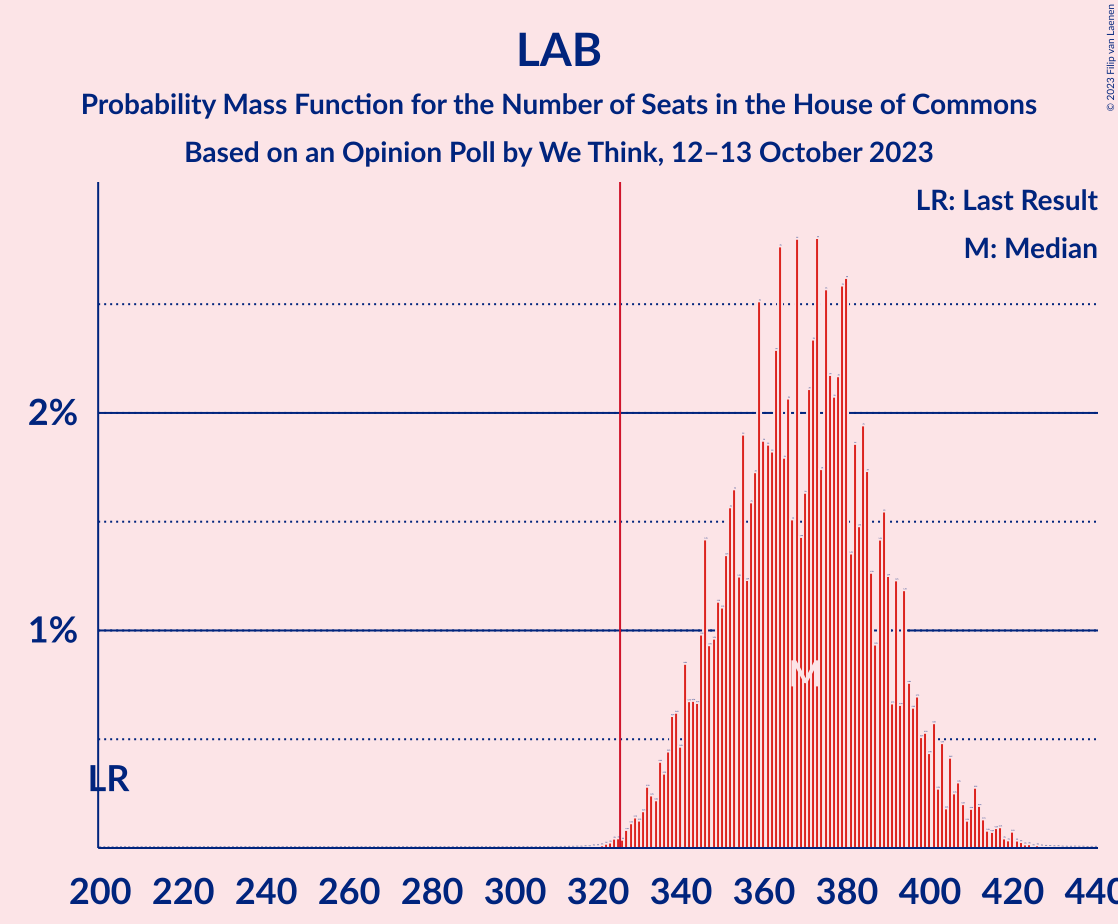 LAB
Probability Mass Function for the Number of Seats in the House of Commons
Based on an Opinion Poll by We Think, 12–13 October 2023
© 2023 Filip van Laenen
LR: Last Result
M: Median
2%
1%
M
LR
200 220 240 260 280 300 320 340 360 380 400 420 440